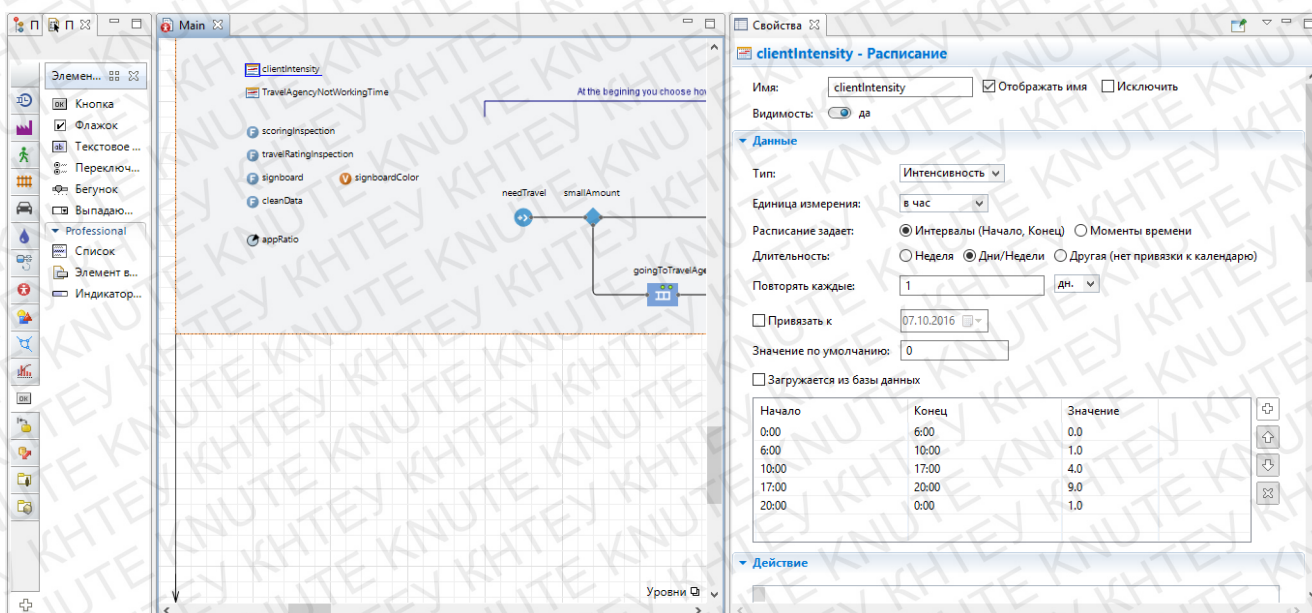 П
П
Main
Свойства
Элемен...
Кнопка
Флажок
Текстовое ...
Переключ...
Бегунок
Выпадаю...
Professional
Список
Элемент в...
Индикатор...
clientIntensity
TravelAgencyNotWorkingTime
At the begining you choose how
scoringInspection
travelRatingInspection
signboard
signboardColor
cleanData
appRatio
needTravel
smallAmount
goingToTravelAge
Уровни
clientIntensity - Расписание
Имя:
clientIntensity
Отображать имя
Исключить
Видимость:
да
Данные
Тип:
Интенсивность
Единица измерения:
в час
Расписание задает:
Интервалы (Начало, Конец)
Моменты времени
Длительность:
Неделя
Дни/Недели
Другая (нет привязки к календарю)
Повторять каждые:
1
дн.
Привязать к
07.10.2016
Значение по умолчанию:
0
Загружается из базы данных
Начало Конец Значение
0:00 6:00 0.0
6:00 10:00 1.0
10:00 17:00 4.0
17:00 20:00 9.0
20:00 0:00 1.0
Действие
KNUTE KHTEY